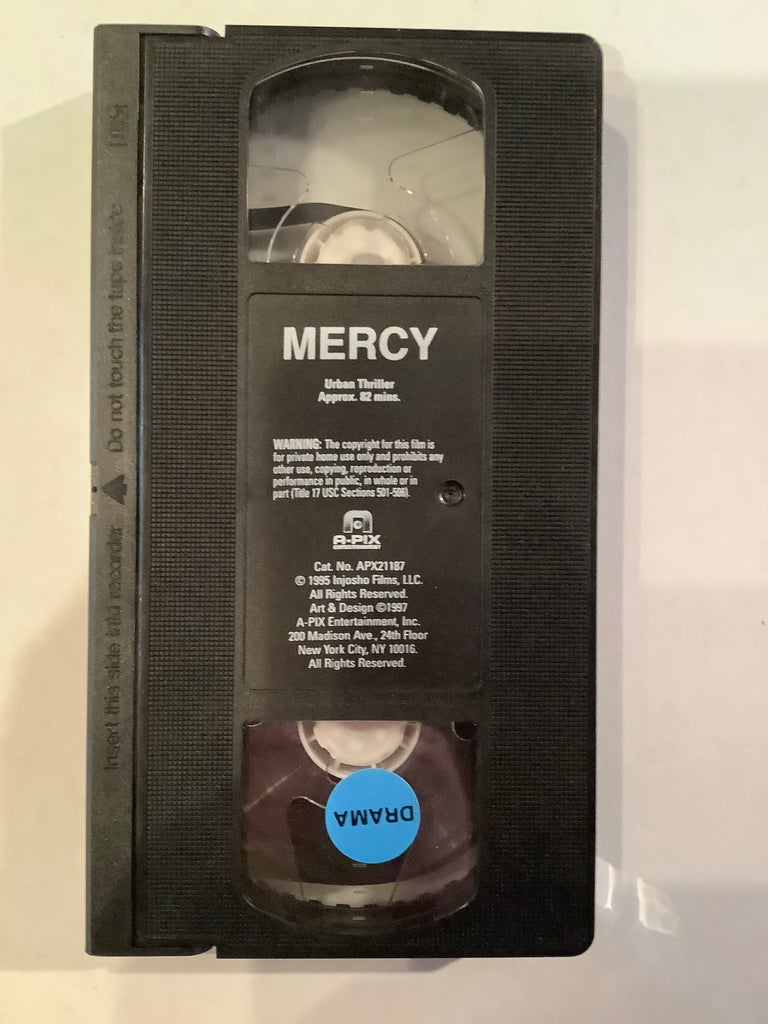 MERCY
Urban Thriller
Approx. 82 mins.
WARNING: The copyright for this film is
for private home use only and prohibits any
other use, copying, reproduction or
performance in public, in whole or in
part (Title 17 USC Sections 501-506).
A-PIX
ENTERTAINMENT
Cat. No. APX21187
© 1995 Injosho Films, LLC.
All Rights Reserved.
Art & Design ©1997
A-PIX Entertainment, Inc.
200 Madison Ave., 24th Floor
New York City, NY 10016.
All Rights Reserved.
DRAMA
Insert this side into recorder ▲ Do not touch the tape inside